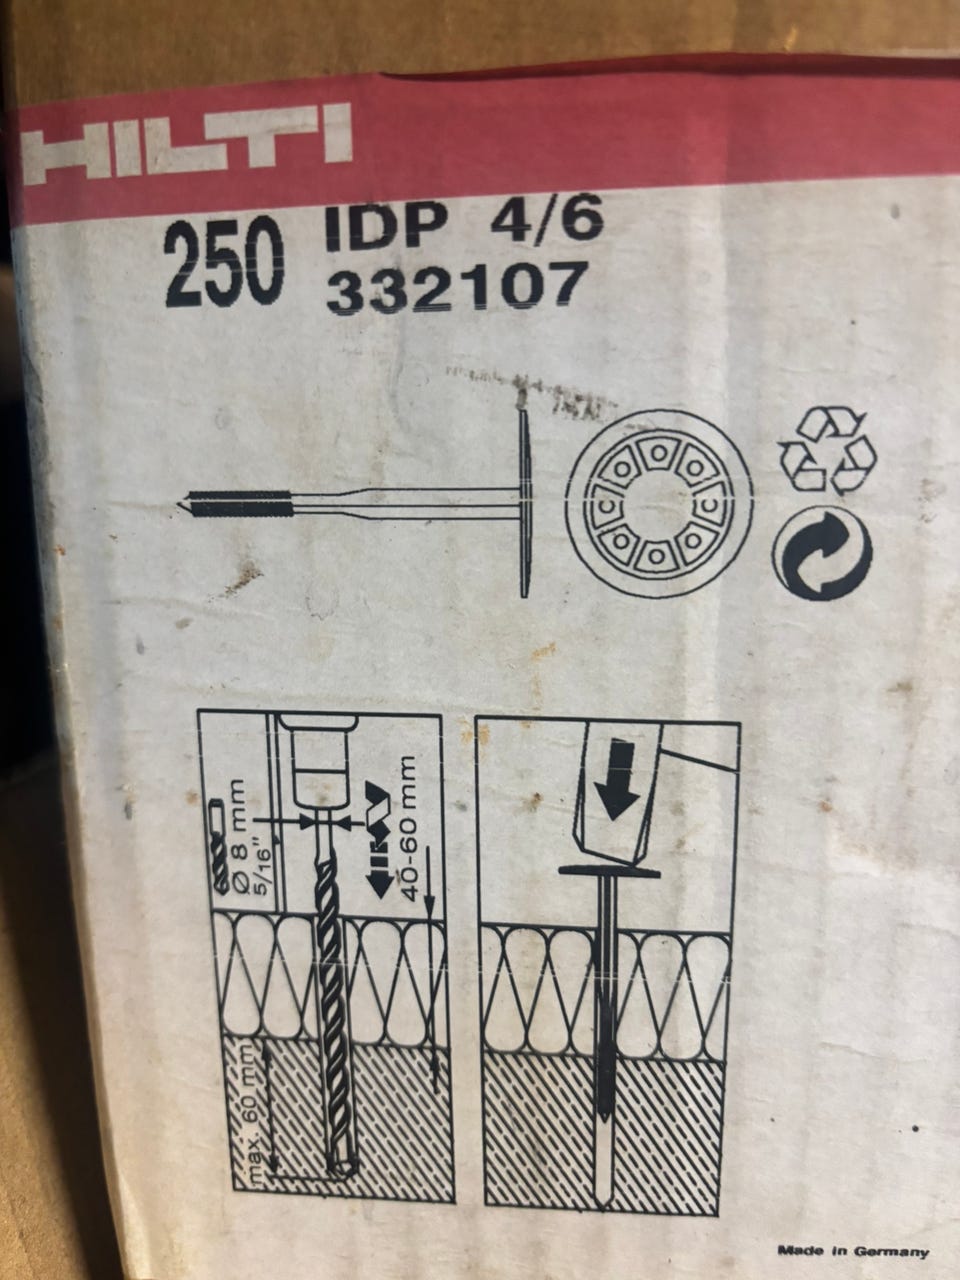 HILTI
250 IDP 4/6
332107
Ø 8 mm
5/16"
40-60 mm
max. 60 mm
Made in Germany